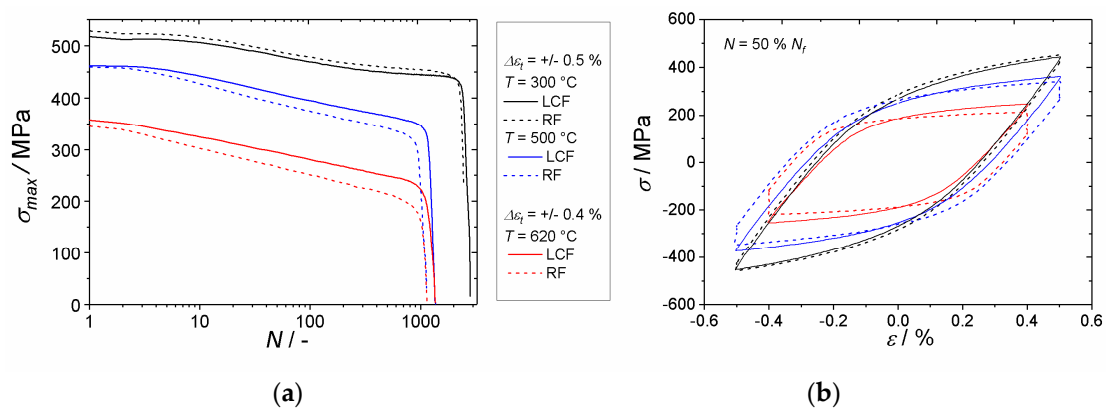 500
400
300
200
100
0
σmax / MPa
1
10
100
1000
N / -
Δεt = +/- 0.5 %
T = 300 °C
LCF
RF
T = 500 °C
LCF
RF
Δεt = +/- 0.4 %
T = 620 °C
LCF
RF
(a)
600
400
200
0
-200
-400
-600
σ / MPa
N = 50 % Nf
-0.6
-0.4
-0.2
0.0
0.2
0.4
0.6
ε / %
(b)